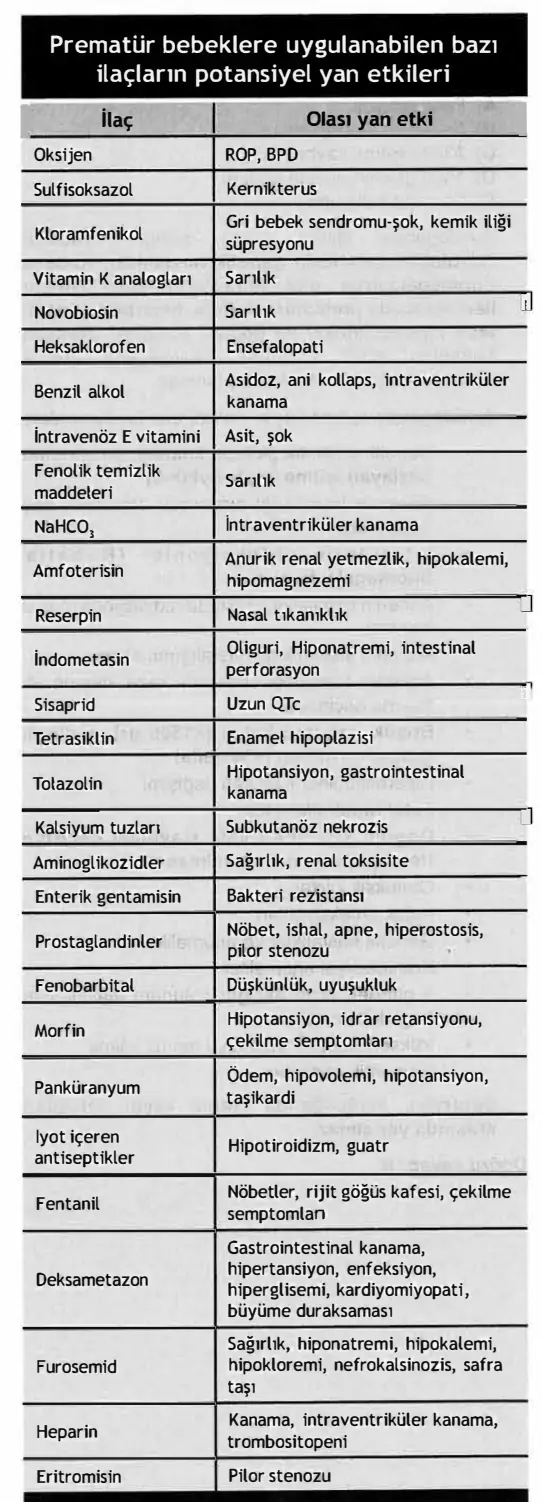 Prematür bebeklere uygulanabilen bazı
ilaçların potansiyel yan etkileri
İlaç Olası yan etki
Oksijen ROP, BPD
Sulfisoksazol Kernikterus
Kloramfenikol Gri bebek sendromu-şok, kemik iliği
süpresyonu
Vitamin K analogları Sarılık
Novobiosin Sarılık
Heksaklorofen Ensefalopati
Benzil alkol Asidoz, ani kollaps, intraventriküler
kanama
İntravenöz E vitamini Asit, şok
Fenolik temizlik
maddeleri Sarılık
NaHCO₃ İntraventriküler kanama
Amfoterisin Anurik renal yetmezlik, hipokalemi,
hipomagnezemi
Reserpin Nasal tıkanıklık
İndometasin Oliguri, Hiponatremi, intestinal
perforasyon
Sisaprid Uzun QTc
Tetrasiklin Enamel hipoplazisi
Tolazolin Hipotansiyon, gastrointestinal
kanama
Kalsiyum tuzları Subkutanöz nekrozis
Aminoglikozidler Sağırlık, renal toksisite
Enterik gentamisin Bakteri rezistansı
Prostaglandinler Nöbet, ishal, apne, hiperostosis,
pilor stenozu
Fenobarbital Düşkünlük, uyuşukluk
Morfin Hipotansiyon, idrar retansiyonu,
çekilme semptomları
Panküranyum Ödem, hipovolemi, hipotansiyon,
taşikardi
Iyot içeren
antiseptikler Hipotiroidizm, guatr
Fentanil Nöbetler, rijit göğüs kafesi, çekilme
semptomları
Deksametazon Gastrointestinal kanama,
hipertansiyon, enfeksiyon,
hiperglisemi, kardiyomiyopati,
büyüme duraksaması
Furosemid Sağırlık, hiponatremi, hipokalemi,
hipokloremi, nefrokalsinozis, safra
taşı
Heparin Kanama, intraventriküler kanama,
trombositopeni
Eritromisin Pilor stenozu